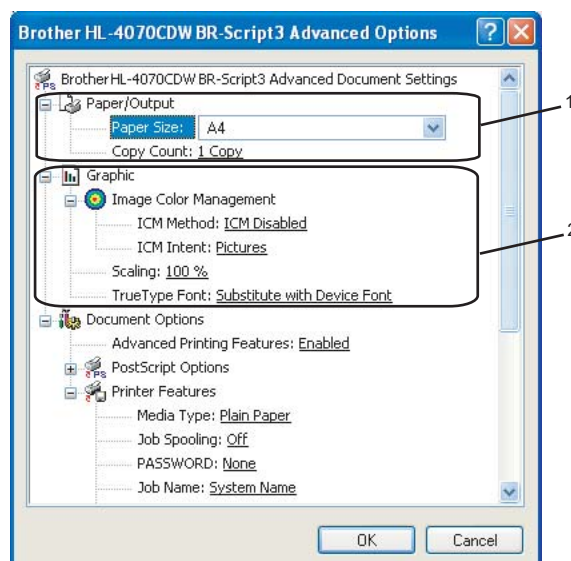 Brother HL-4070CDW BR-Script3 Advanced Options
BrotherHL-4070CDW BR-Script3 Advanced Document Settings
Paper/Output
Paper Size: A4
Copy Count: 1 Copy
1
Graphic
Image Color Management
ICM Method: ICM Disabled
ICM Intent: Pictures
2
Scaling: 100 %
TrueType Font: Substitute with Device Font
Document Options
Advanced Printing Features: Enabled
PostScript Options
Printer Features
Media Type: Plain Paper
Job Spooling: Off
PASSWORD: None
Job Name: System Name
OK Cancel